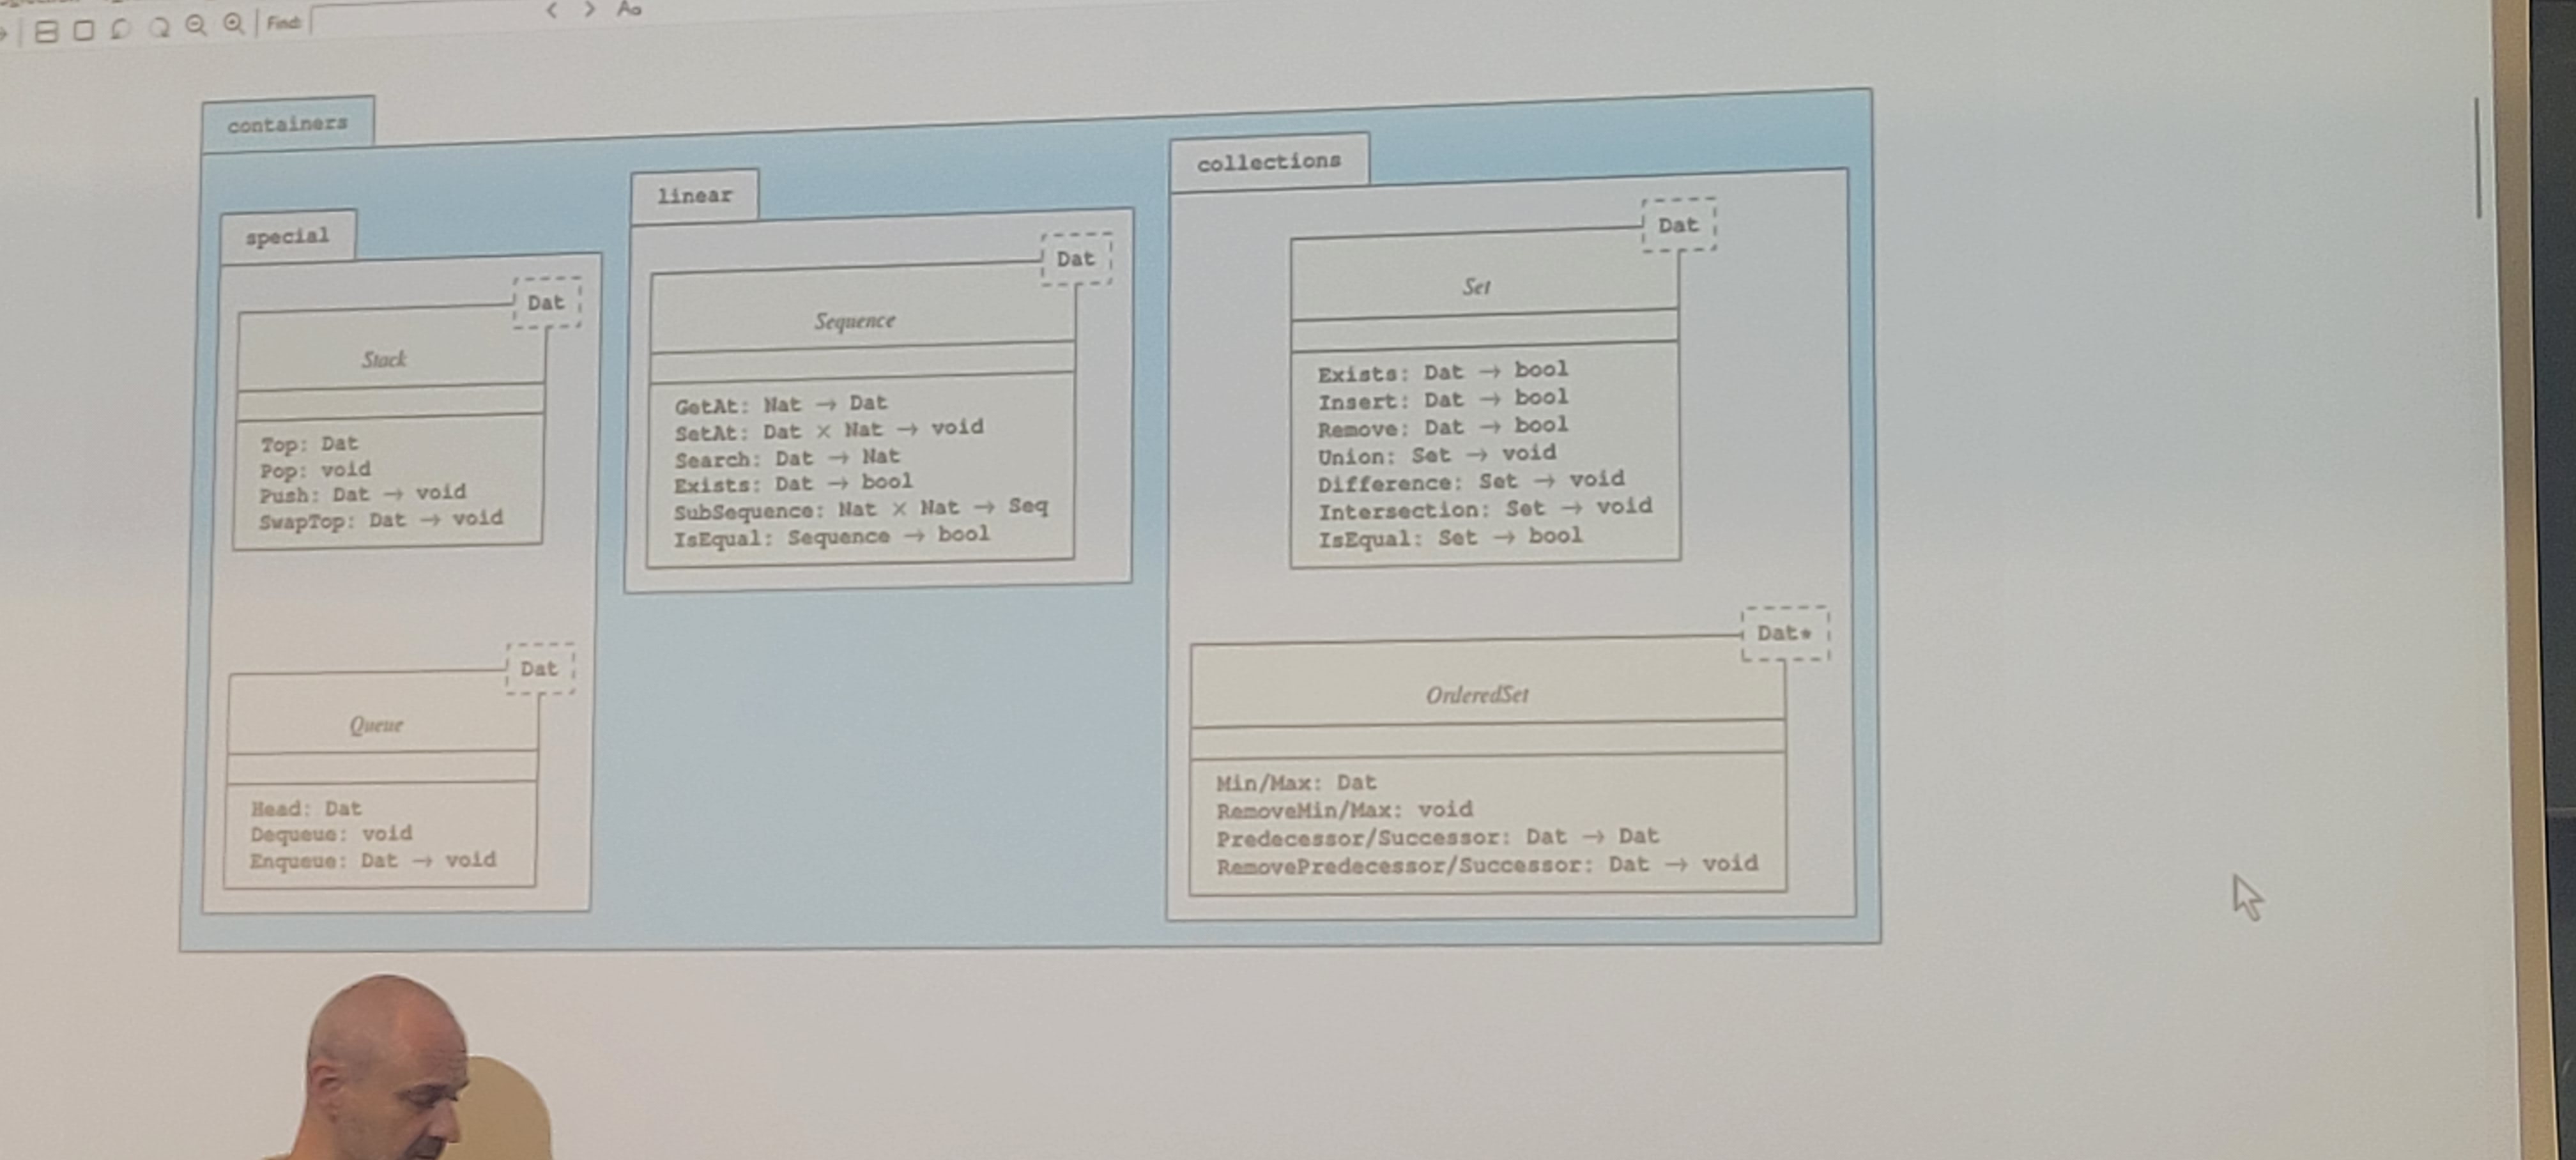 Find:
Aa
containers
special
Dat
Stack
Top: Dat
Pop: void
Push: Dat → void
SwapTop: Dat → void
Dat
Queue
Head: Dat
Dequeue: void
Enqueue: Dat → void
linear
Dat
Sequence
GetAt: Nat → Dat
SetAt: Dat × Nat → void
Search: Dat → Nat
Exists: Dat → bool
SubSequence: Nat × Nat → Seq
IsEqual: Sequence → bool
collections
Dat
Set
Exists: Dat → bool
Insert: Dat → bool
Remove: Dat → bool
Union: Set → void
Difference: Set → void
Intersection: Set → void
IsEqual: Set → bool
Dat*
OrderedSet
Min/Max: Dat
RemoveMin/Max: void
Predecessor/Successor: Dat → Dat
RemovePredecessor/Successor: Dat → void